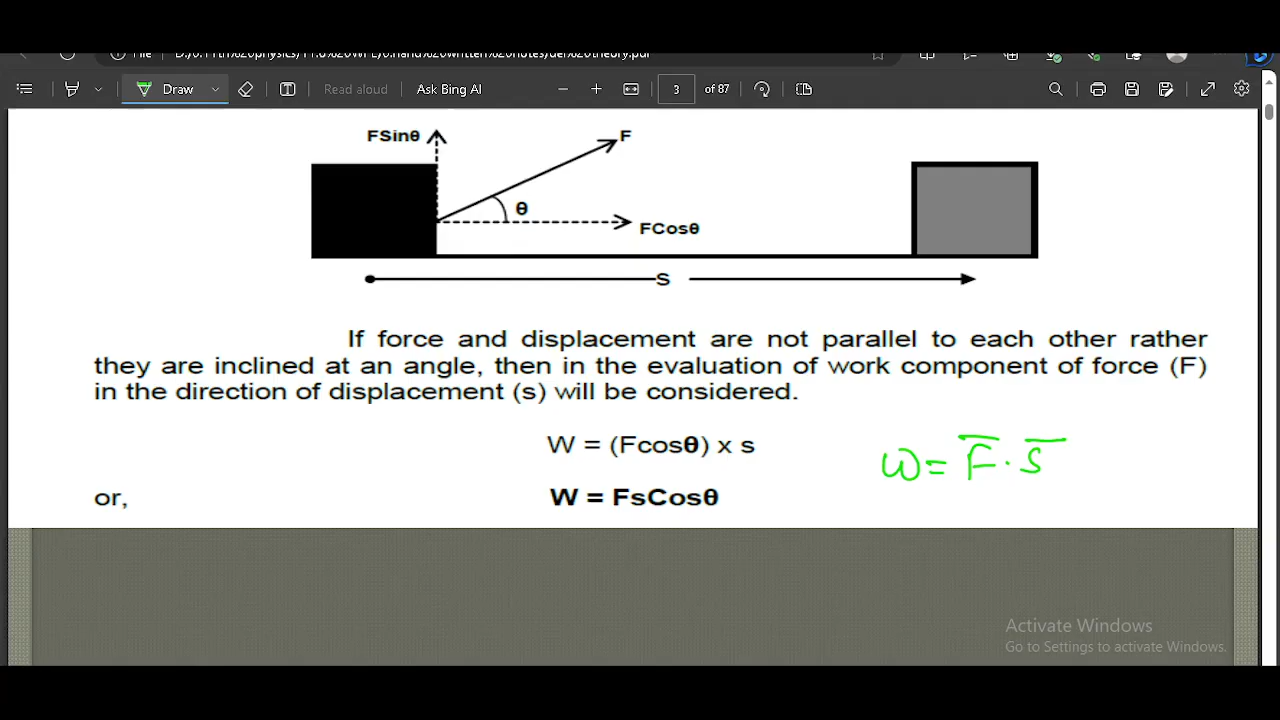 Draw
Read aloud
Ask Bing AI
3
of 87
FSinθ
F
θ
FCosθ
S
If force and displacement are not parallel to each other rather
they are inclined at an angle, then in the evaluation of work component of force (F)
in the direction of displacement (s) will be considered.
W = (Fcosθ) x s
W = F̅ · S̅
or,
W = FsCosθ
Activate Windows
Go to Settings to activate Windows.